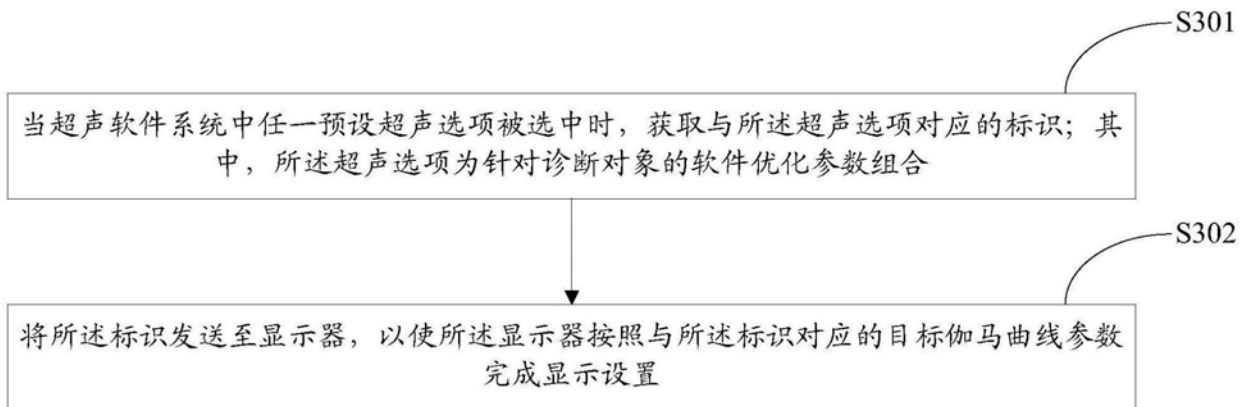 S301
当超声软件系统中任一预设超声选项被选中时，获取与所述超声选项对应的标识；其
中，所述超声选项为针对诊断对象的软件优化参数组合
S302
将所述标识发送至显示器，以使所述显示器按照与所述标识对应的目标伽马曲线参数
完成显示设置